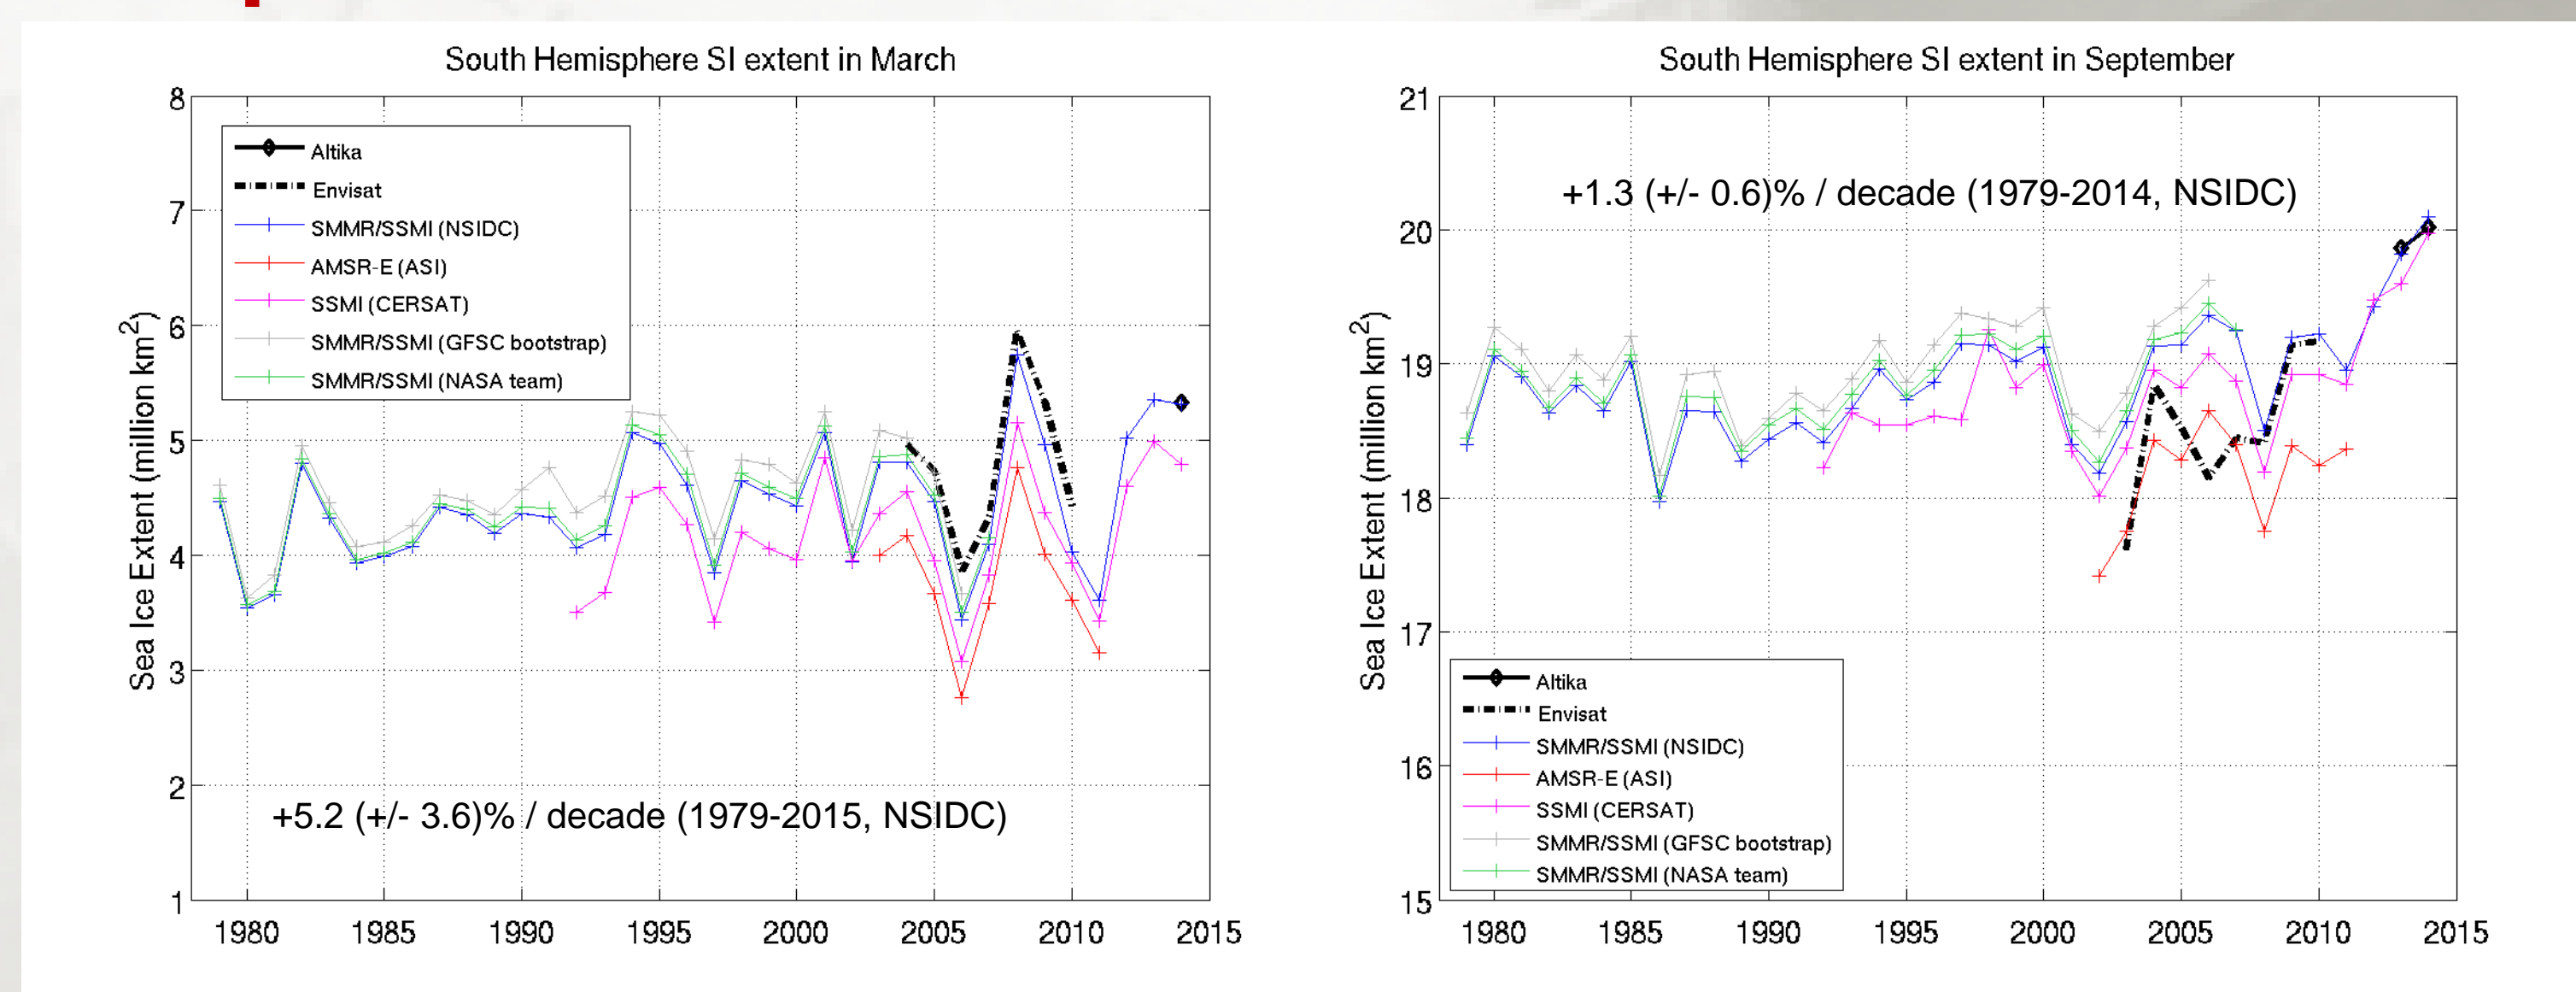 South Hemisphere SI extent in March
8
7
6
5
4
3
2
1
Sea Ice Extent (million km²)
Altika
Envisat
SMMR/SSMI (NSIDC)
AMSR-E (ASI)
SSMI (CERSAT)
SMMR/SSMI (GFSC bootstrap)
SMMR/SSMI (NASA team)
+5.2 (+/- 3.6)% / decade (1979-2015, NSIDC)
1980 1985 1990 1995 2000 2005 2010 2015
South Hemisphere SI extent in September
21
20
19
18
17
16
15
Sea Ice Extent (million km²)
+1.3 (+/- 0.6)% / decade (1979-2014, NSIDC)
Altika
Envisat
SMMR/SSMI (NSIDC)
AMSR-E (ASI)
SSMI (CERSAT)
SMMR/SSMI (GFSC bootstrap)
SMMR/SSMI (NASA team)
1980 1985 1990 1995 2000 2005 2010 2015